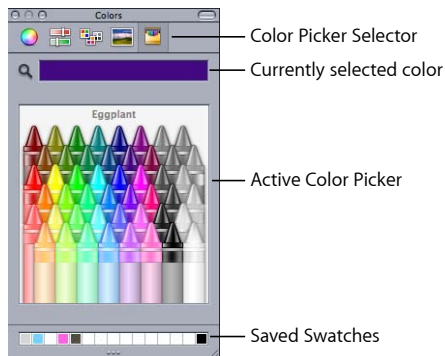 Colors
Color Picker Selector
Currently selected color
Eggplant
Active Color Picker
Saved Swatches